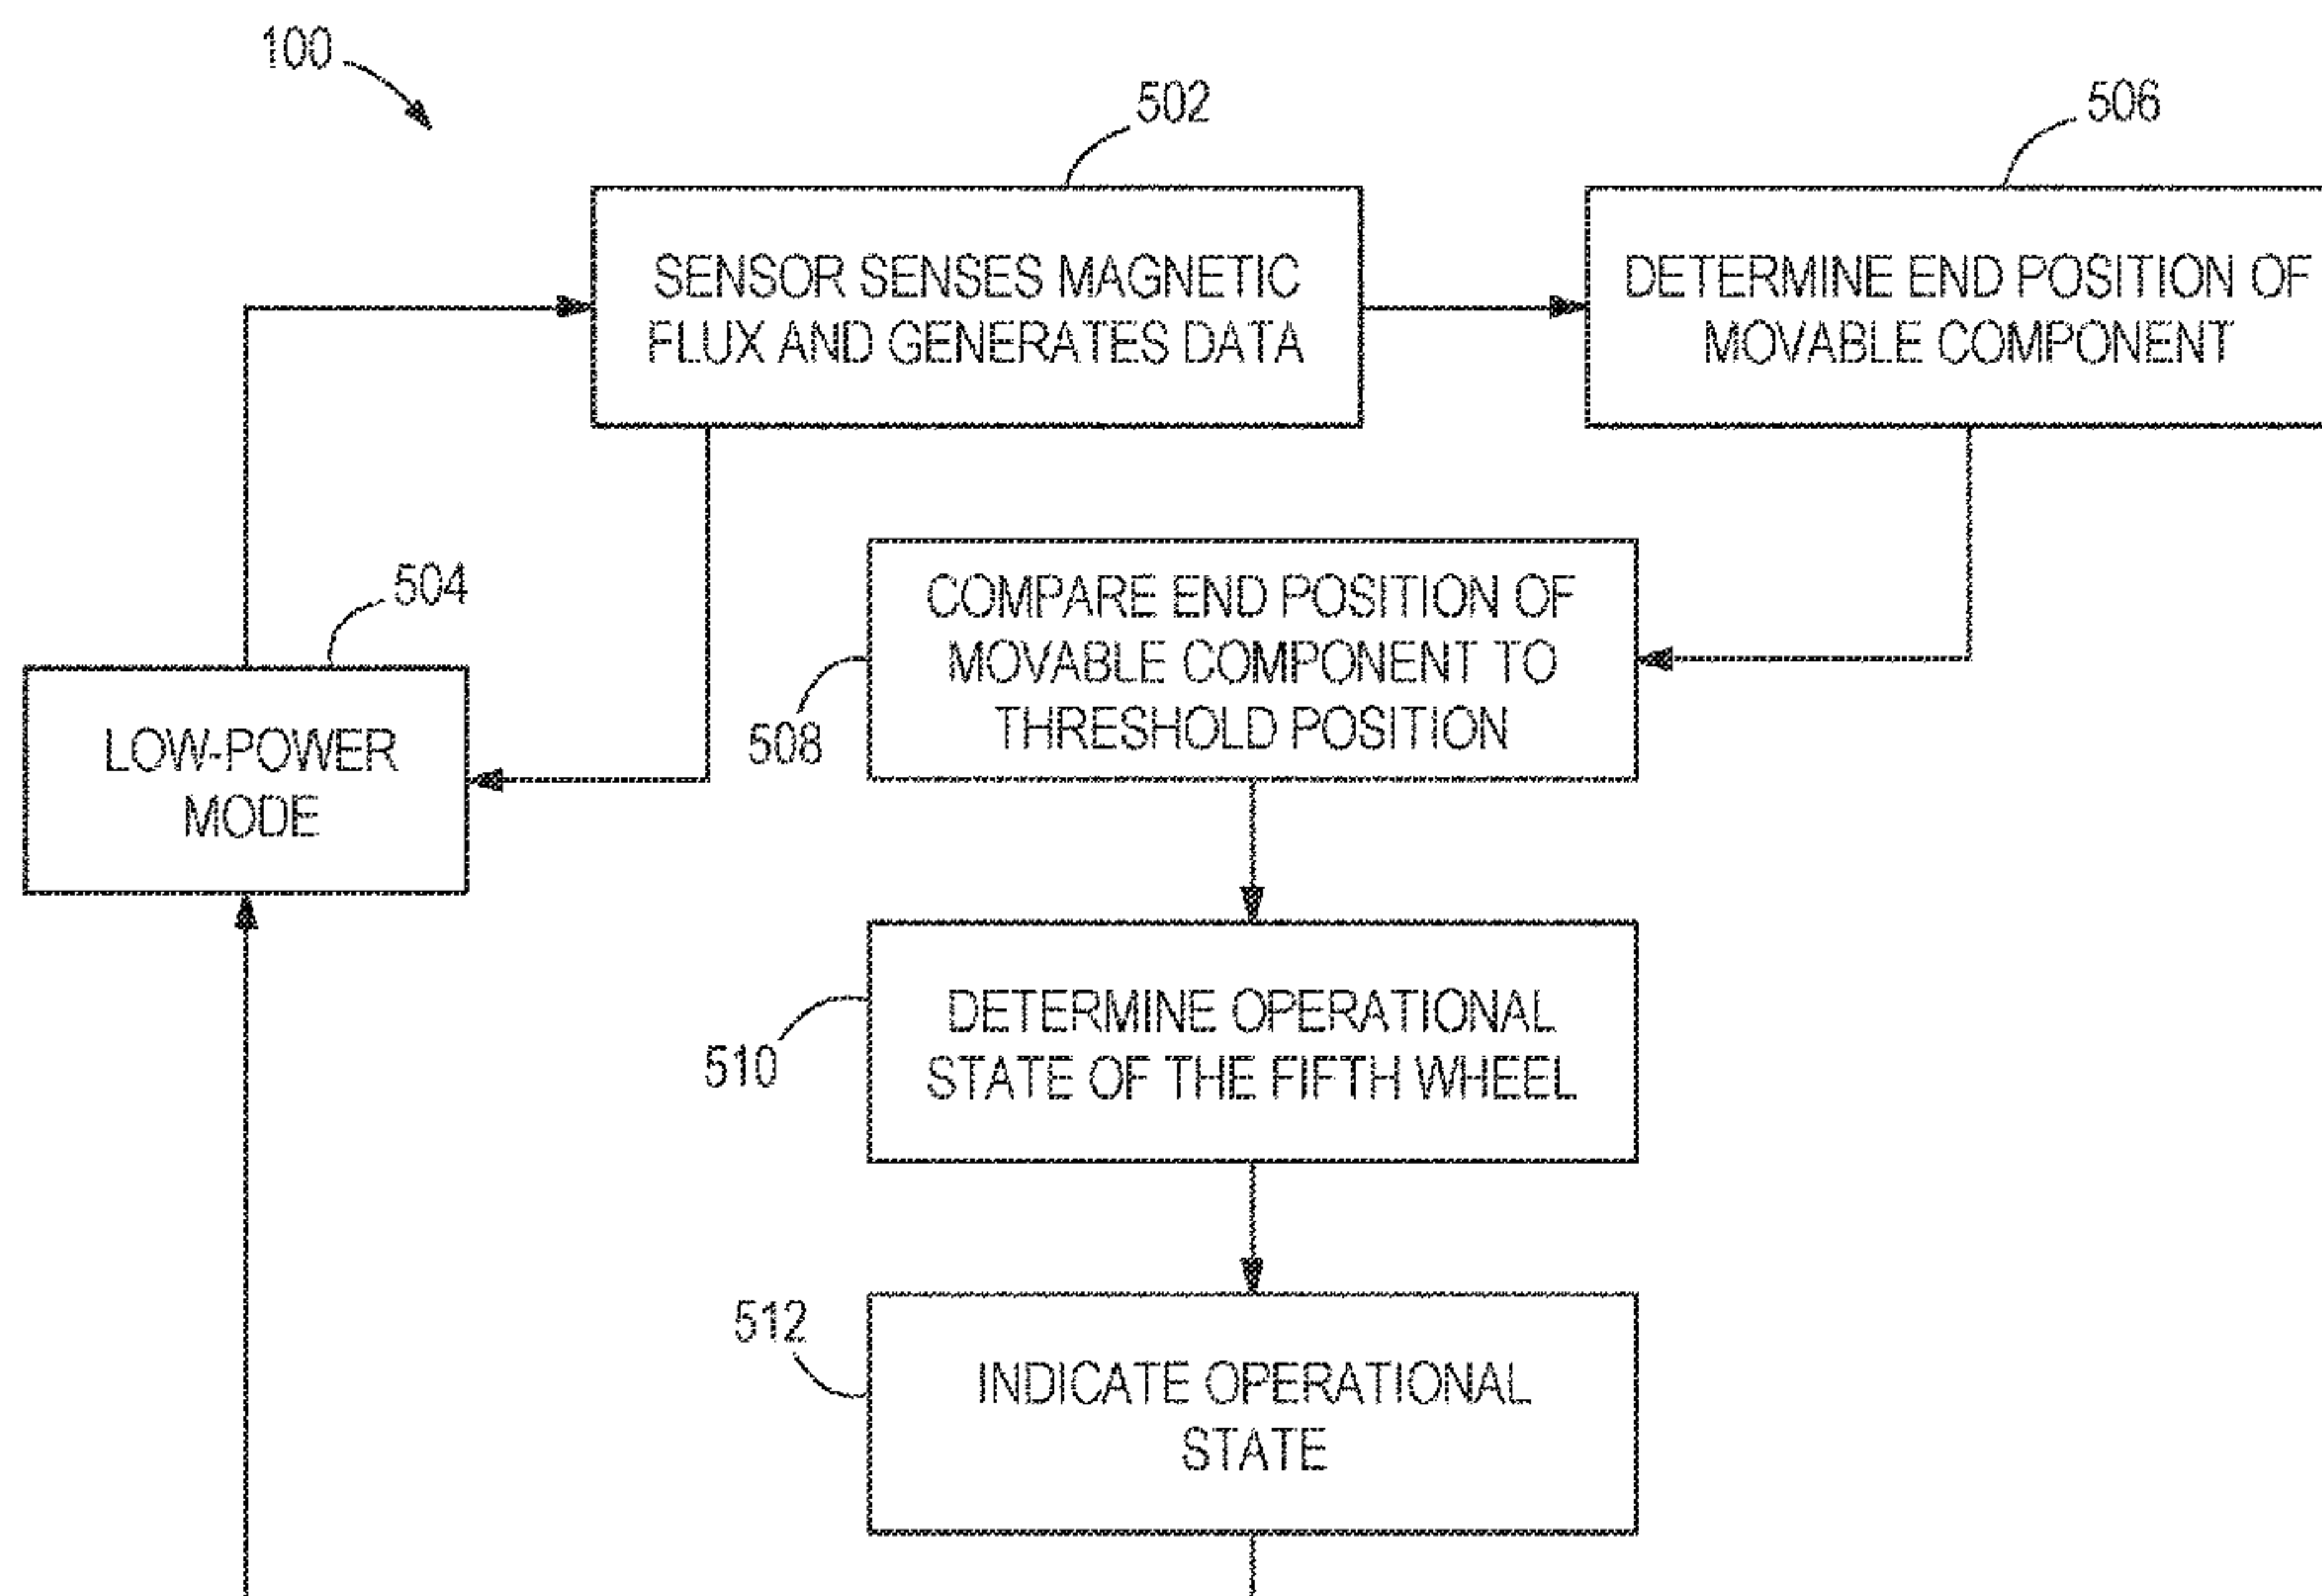 100
502
506
SENSOR SENSES MAGNETIC
FLUX AND GENERATES DATA
DETERMINE END POSITION OF
MOVABLE COMPONENT
504
LOW-POWER
MODE
508
COMPARE END POSITION OF
MOVABLE COMPONENT TO
THRESHOLD POSITION
510
DETERMINE OPERATIONAL
STATE OF THE FIFTH WHEEL
512
INDICATE OPERATIONAL
STATE